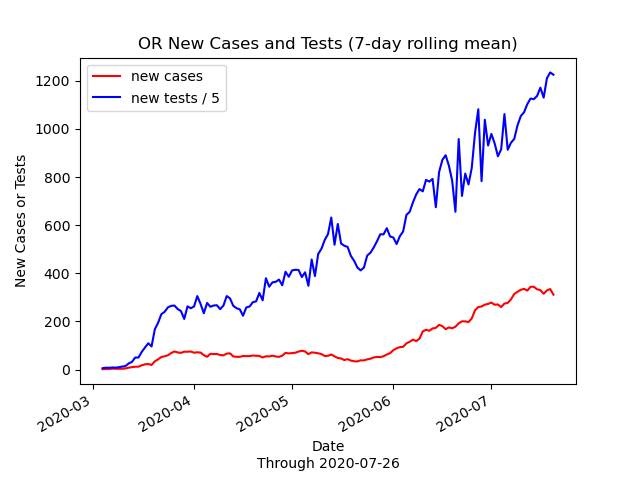 OR New Cases and Tests (7-day rolling mean)
new cases
new tests / 5
1200
1000
800
600
400
200
0
New Cases or Tests
2020-03
2020-04
2020-05
2020-06
2020-07
Date
Through 2020-07-26